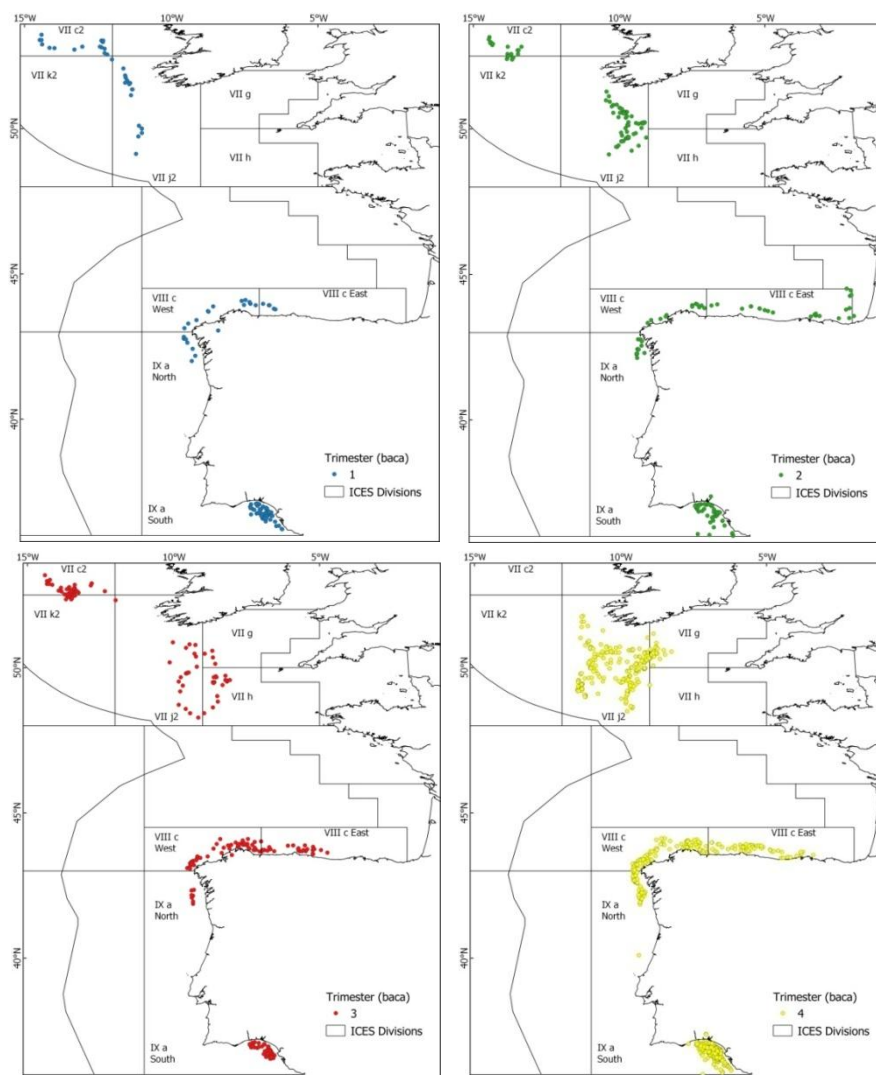 15°W
10°W
5°W
VII c2
VII k2
VII g
50°N
VII h
VII j2
45°N
VIII c West
VIII c East
IX a North
40°N
Trimester (baca)
1
IX a South
ICES Divisions
15°W
10°W
5°W
VII c2
VII k2
VII g
50°N
VII h
VII j2
45°N
VIII c West
VIII c East
IX a North
40°N
Trimester (baca)
2
IX a South
ICES Divisions
15°W
10°W
5°W
VII c2
VII k2
VII g
50°N
VII h
VII j2
45°N
VIII c West
VIII c East
IX a North
40°N
Trimester (baca)
3
IX a South
ICES Divisions
15°W
10°W
5°W
VII c2
VII k2
VII g
50°N
VII h
VII j2
45°N
VIII c West
VIII c East
IX a North
40°N
Trimester (baca)
4
IX a South
ICES Divisions